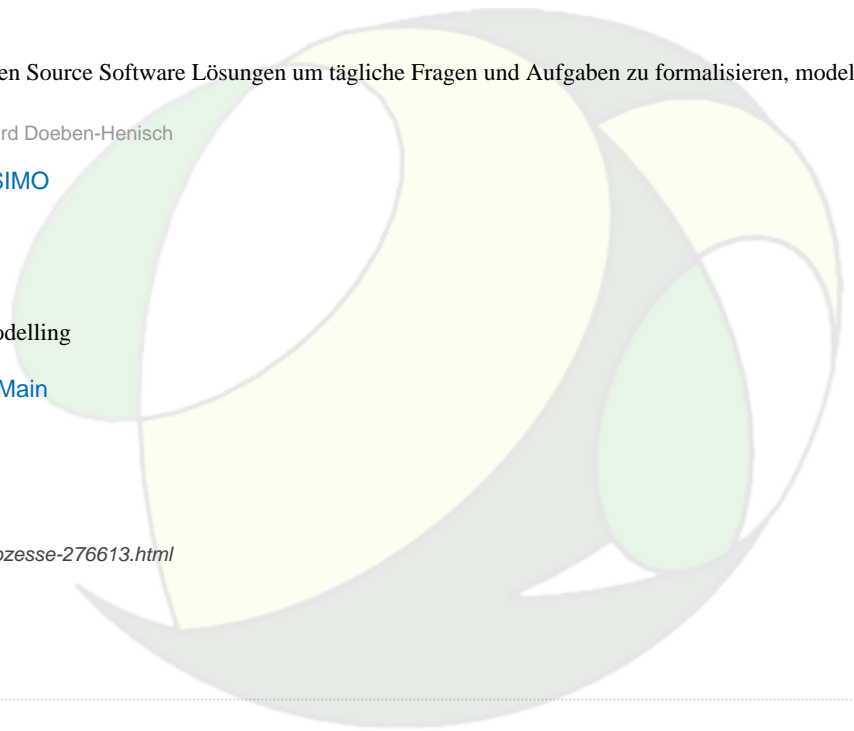 en Source Software Lösungen um tägliche Fragen und Aufgaben zu formalisieren, model
rd Doeben-Henisch
SIMO
odelling
Main
ozesse-276613.html